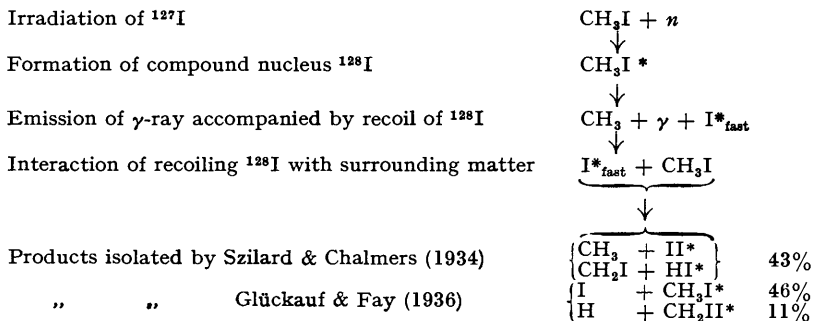 Irradiation of ¹²⁷I CH₃I + n
Formation of compound nucleus ¹²⁸I CH₃I *
Emission of γ-ray accompanied by recoil of ¹²⁸I CH₃ + γ + I*fast
Interaction of recoiling ¹²⁸I with surrounding matter I*fast + CH₃I
Products isolated by Szilard & Chalmers (1934) CH₃ + II* 43%
CH₂I + HI*
„ „ Glückauf & Fay (1936) I + CH₃I* 46%
H + CH₂II* 11%